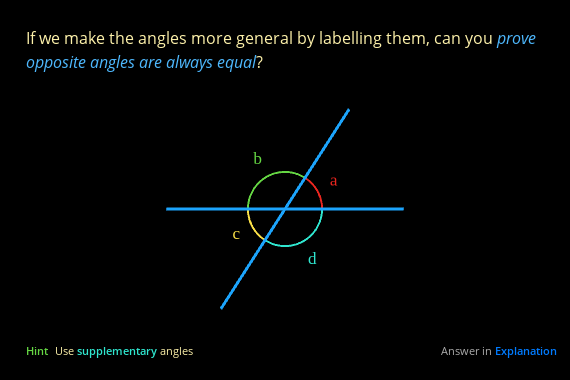 If we make the angles more general by labelling them, can you prove
opposite angles are always equal?
b
a
c
d
Hint Use supplementary angles
Answer in Explanation